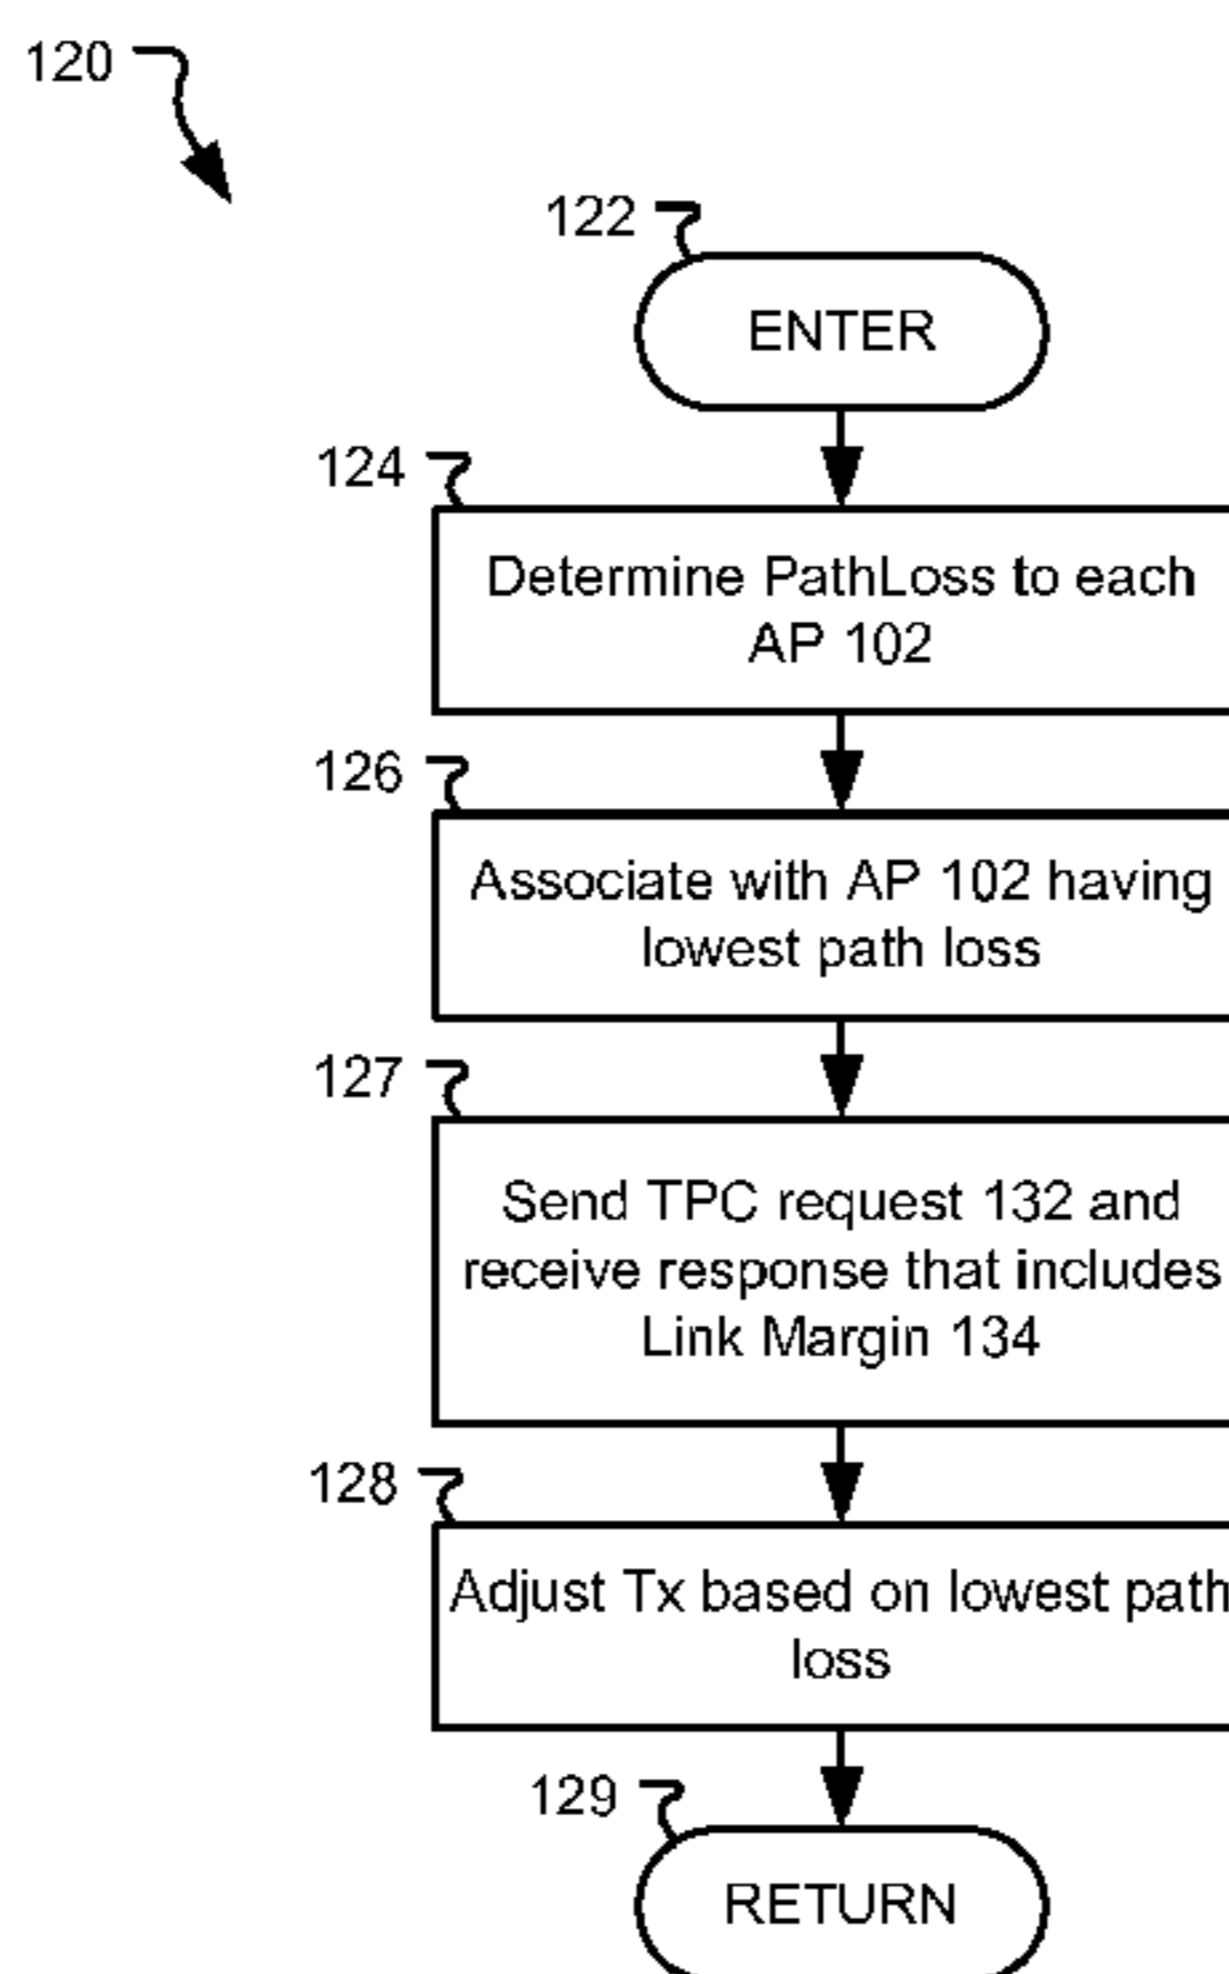 120
122
ENTER
124
Determine PathLoss to each
AP 102
126
Associate with AP 102 having
lowest path loss
127
Send TPC request 132 and
receive response that includes
Link Margin 134
128
Adjust Tx based on lowest path
loss
129
RETURN